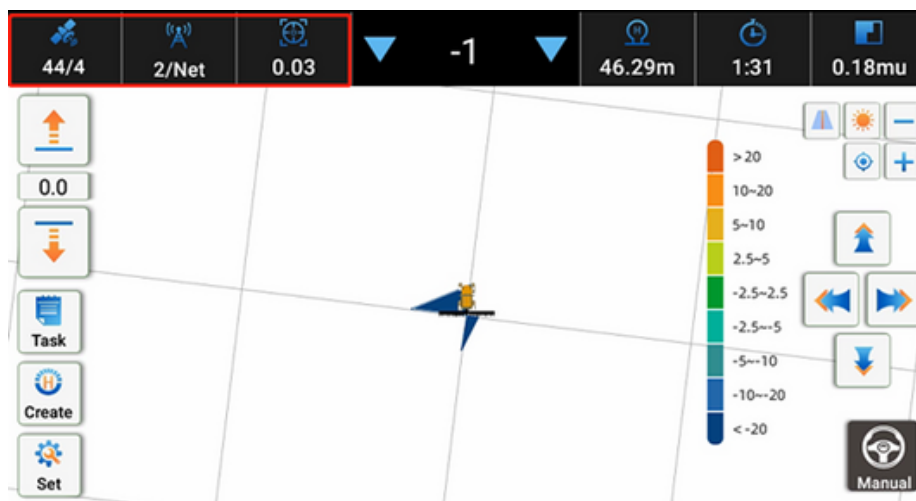 44/4
2/Net
0.03
-1
46.29m
1:31
0.18mu
0.0
Task
Create
Set
> 20
10~20
5~10
2.5~5
-2.5~2.5
-2.5~-5
-5~-10
-10~-20
< -20
H
H
Manual